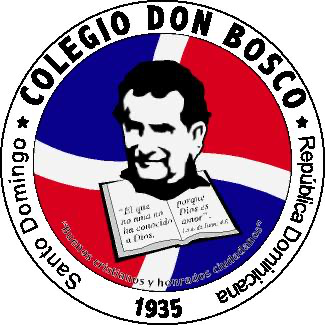 COLEGIO DON BOSCO
Santo Domingo
República Dominicana
"El que
no ama no
ha conocido
a Dios,
porque
Dios es
amor".
"Buenos cristianos y honrados ciudadanos"
1935